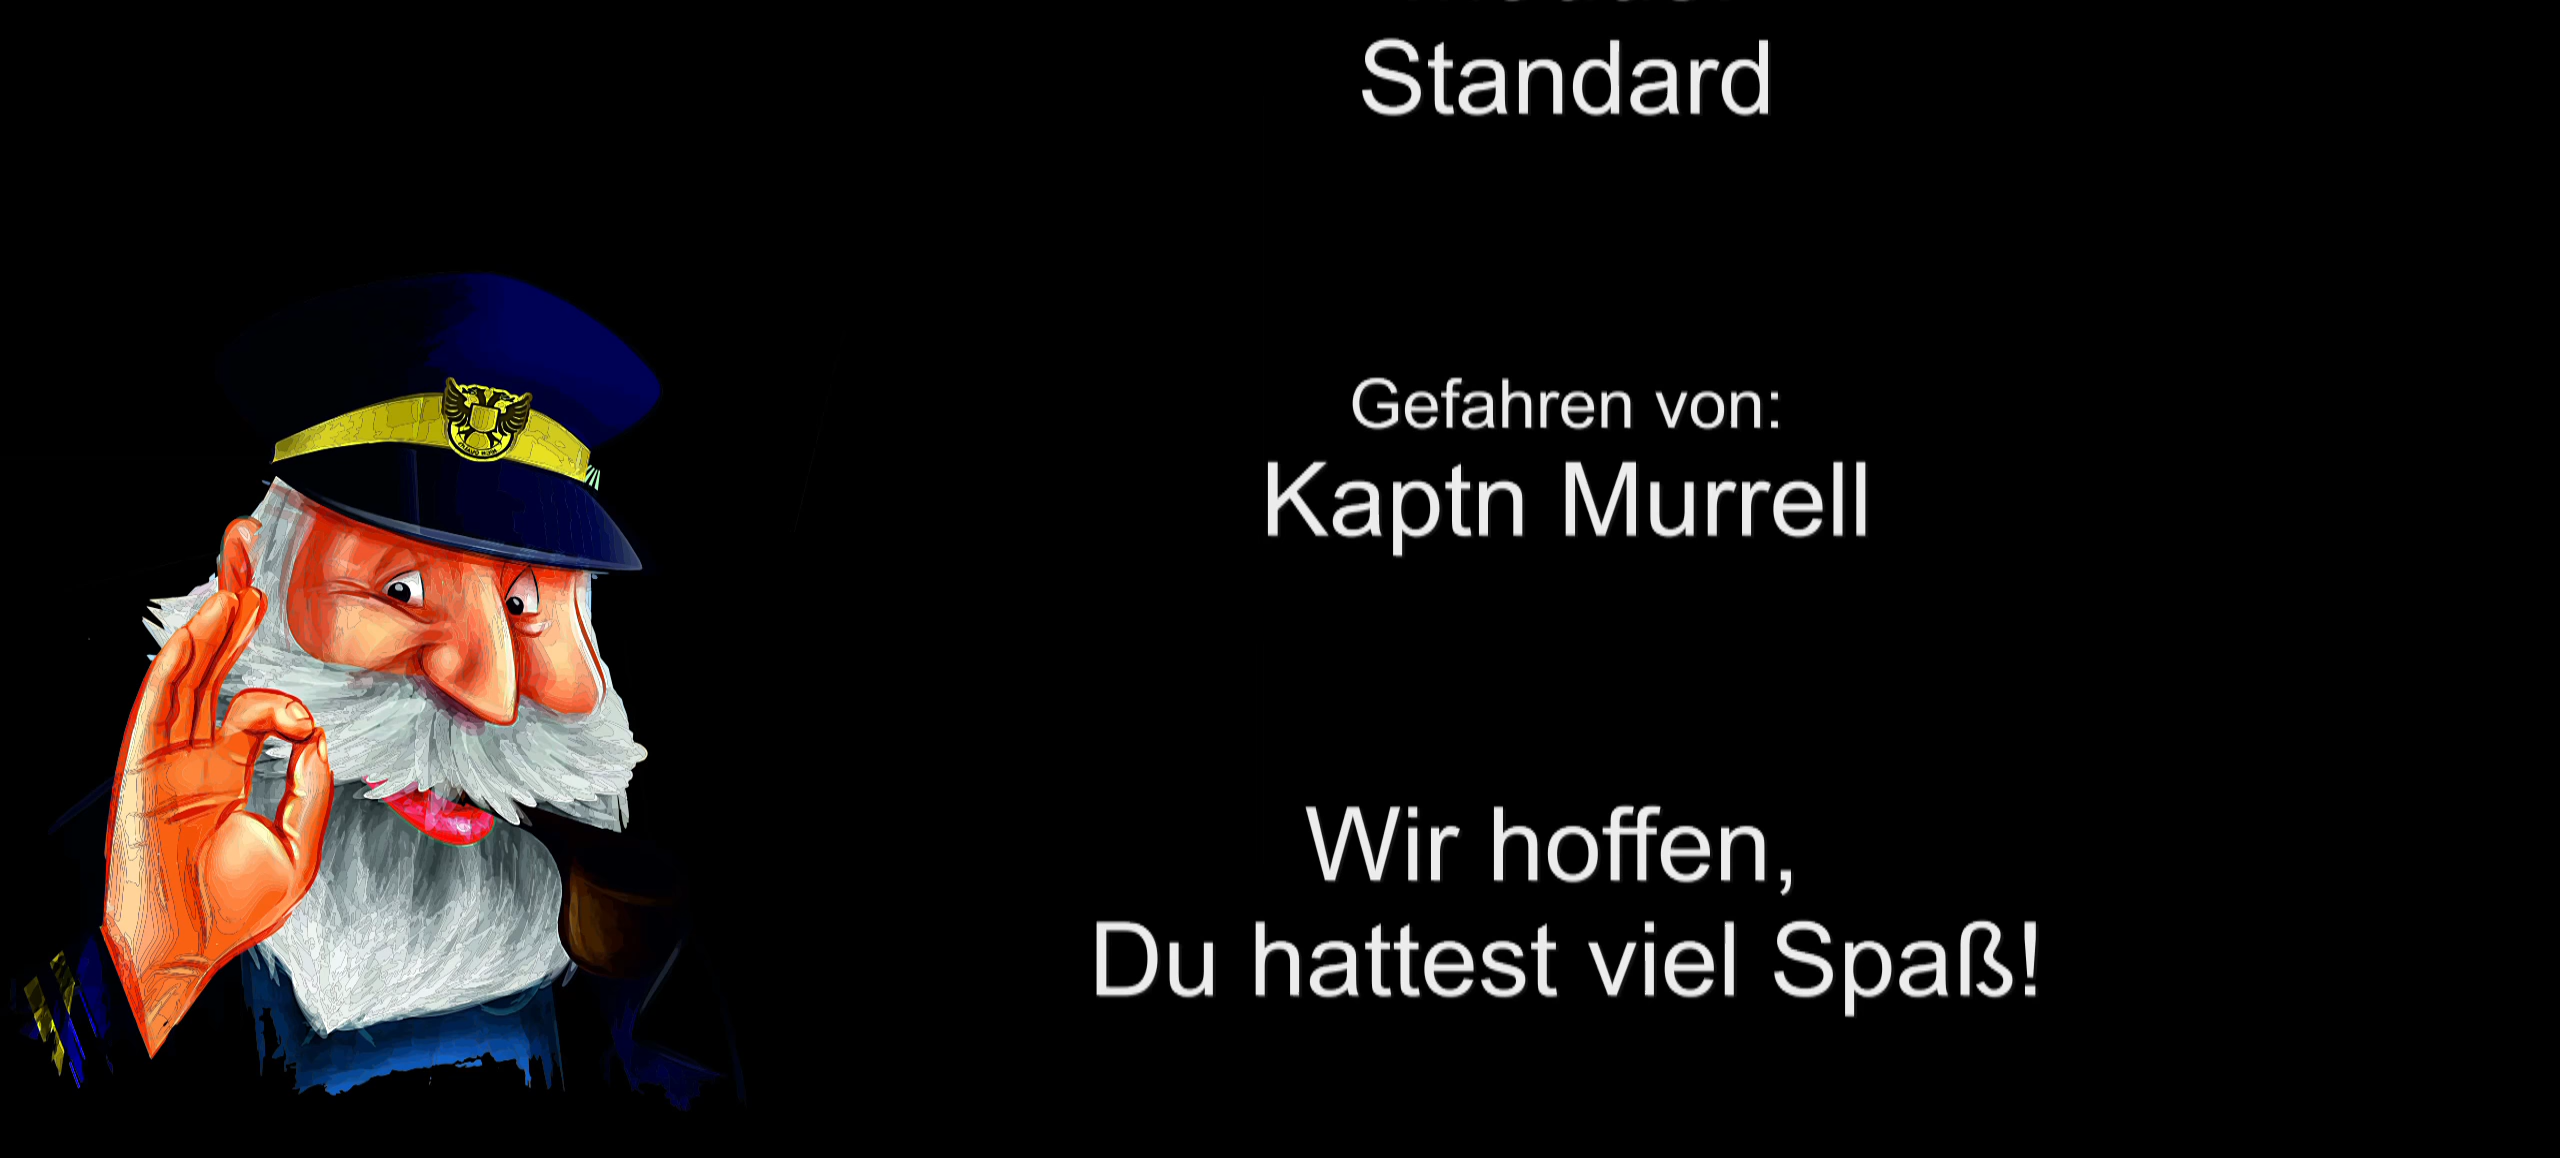 Standard
Gefahren von:
Kaptn Murrell
Wir hoffen,
Du hattest viel Spaß!